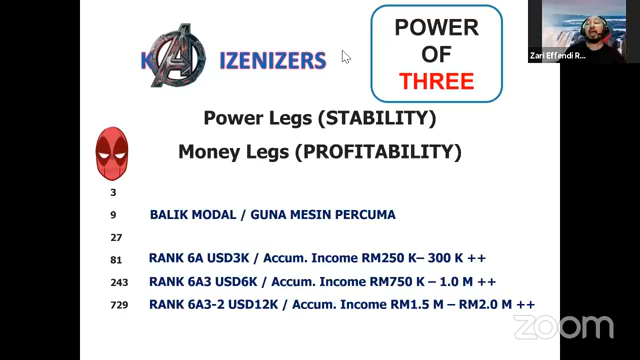 KAIZENIZERS
POWER
OF
THREE
Zari Effendi R...
Power Legs (STABILITY)
Money Legs (PROFITABILITY)
3
9 BALIK MODAL / GUNA MESIN PERCUMA
27
81 RANK 6A USD3K / Accum. Income RM250 K– 300 K ++
243 RANK 6A3 USD6K / Accum. Income RM750 K – 1.0 M ++
729 RANK 6A3-2 USD12K / Accum. Income RM1.5 M – RM2.0 M ++
zoom